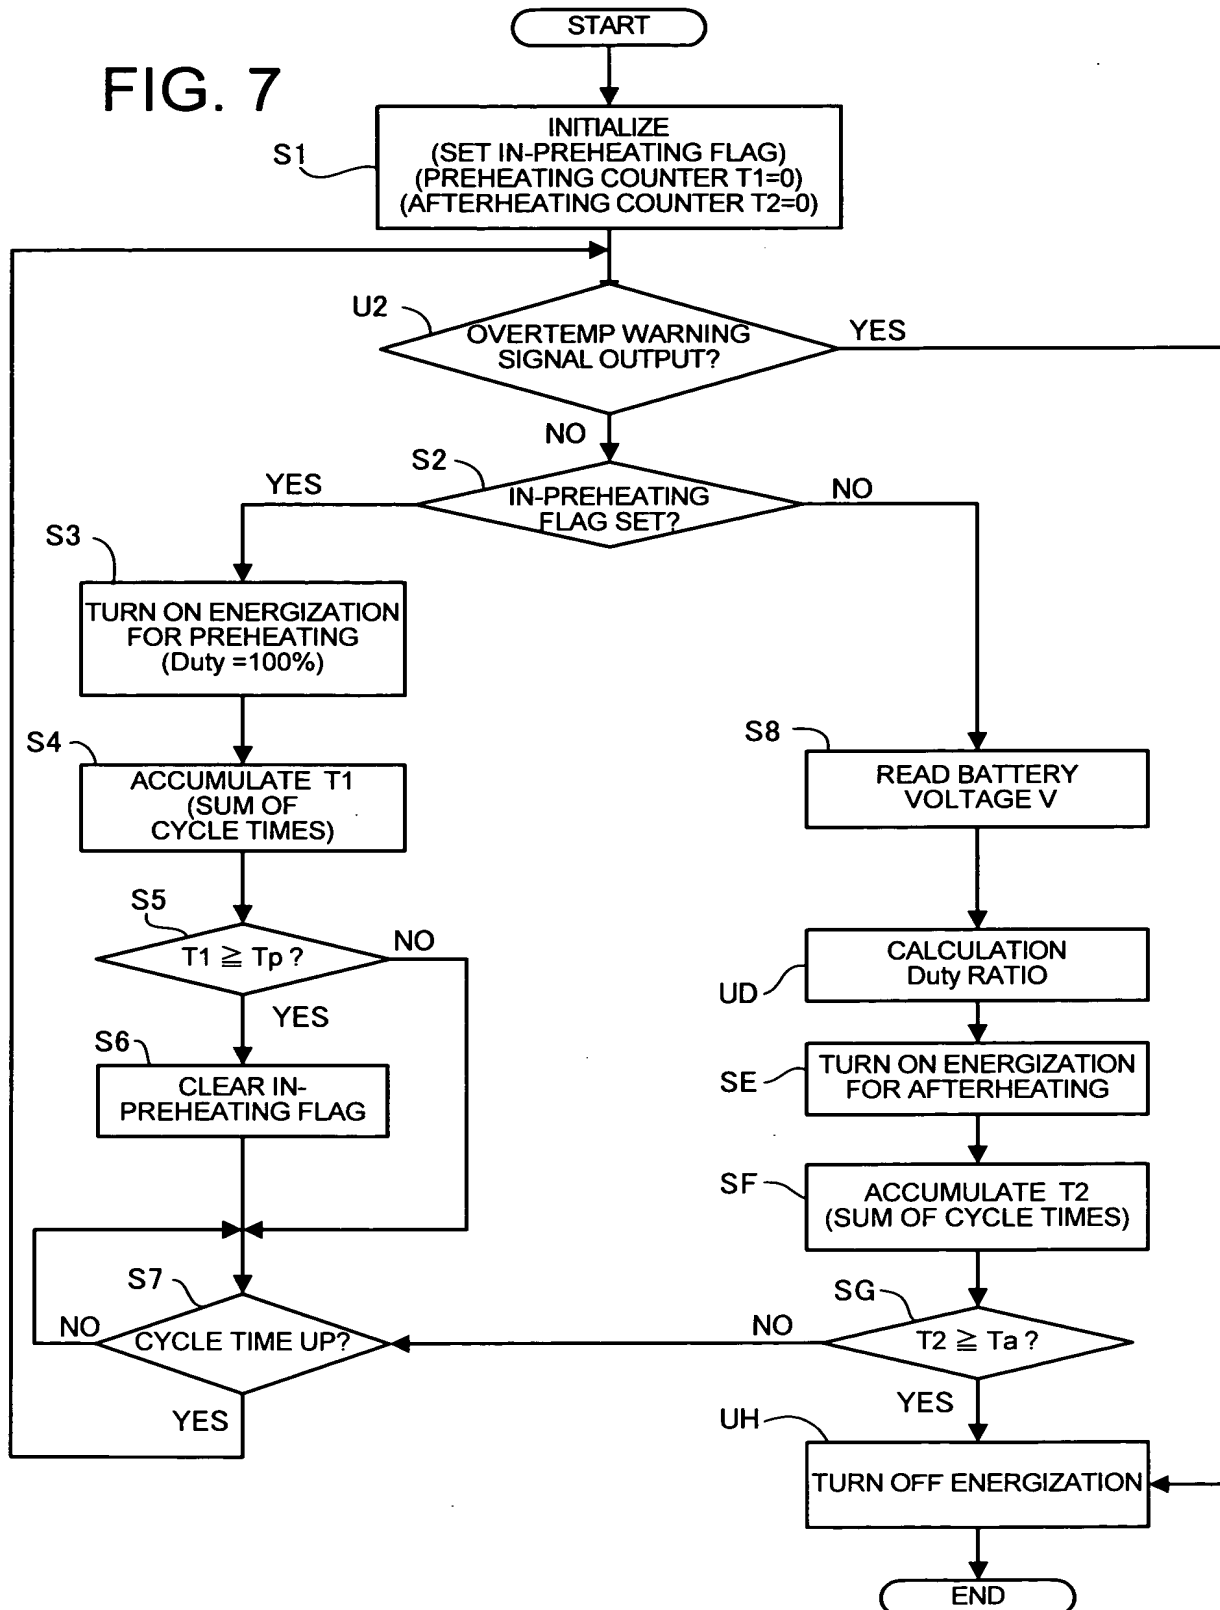 START
FIG. 7
S1
INITIALIZE
(SET IN-PREHEATING FLAG)
(PREHEATING COUNTER T1=0)
(AFTERHEATING COUNTER T2=0)
U2
OVERTEMP WARNING
SIGNAL OUTPUT?
YES
NO
S2
IN-PREHEATING
FLAG SET?
YES
NO
S3
TURN ON ENERGIZATION
FOR PREHEATING
(Duty =100%)
S4
ACCUMULATE T1
(SUM OF
CYCLE TIMES)
S5
T1 ≧ Tp ?
NO
YES
S6
CLEAR IN-
PREHEATING FLAG
S7
CYCLE TIME UP?
NO
YES
S8
READ BATTERY
VOLTAGE V
UD
CALCULATION
Duty RATIO
SE
TURN ON ENERGIZATION
FOR AFTERHEATING
SF
ACCUMULATE T2
(SUM OF CYCLE TIMES)
SG
T2 ≧ Ta ?
NO
YES
UH
TURN OFF ENERGIZATION
END